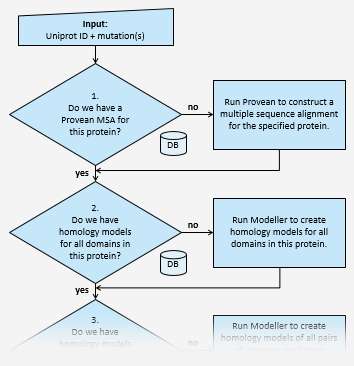 Input:
Uniprot ID + mutation(s)
1.
Do we have a
Provean MSA for
this protein?
no
Run Provean to construct a
multiple sequence alignment
for the specified protein.
DB
yes
2.
Do we have
homology models
for all domains in
this protein?
no
Run Modeller to create
homology models for all
domains in this protein.
DB
yes
3.
Do we have
homology models
no
Run Modeller to create
homology models of all pairs